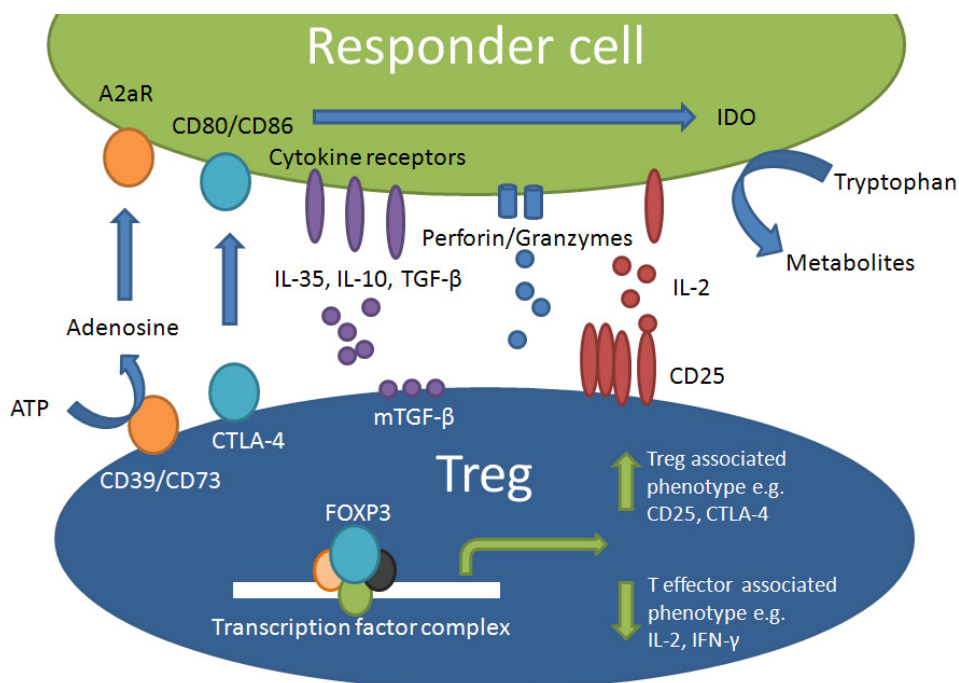 Responder cell
A2aR
CD80/CD86
IDO
Cytokine receptors
Tryptophan
Perforin/Granzymes
Metabolites
IL-35, IL-10, TGF-β
IL-2
Adenosine
CD25
ATP
mTGF-β
CTLA-4
CD39/CD73
Treg
Treg associated
phenotype e.g.
CD25, CTLA-4
FOXP3
T effector associated
phenotype e.g.
IL-2, IFN-γ
Transcription factor complex